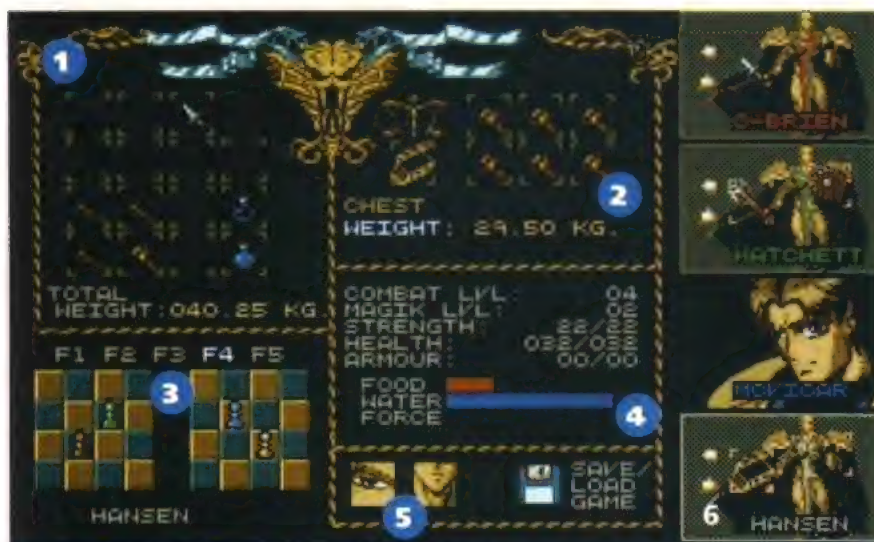 1
O'BRIEN
2
CHEST
WEIGHT: 29.50 KG.
HATCHETT
TOTAL
WEIGHT:040.25 KG
COMBAT LVL: 04
MAGIK LVL: 02
STRENGTH: 22/22
HEALTH: 032/032
ARMOUR: 00/00
F1 F2 F3 F4 F5
3
FOOD
WATER
FORCE
4
MCVICAR
5
SAVE/
LOAD
GAME
HANSEN
6
HANSEN